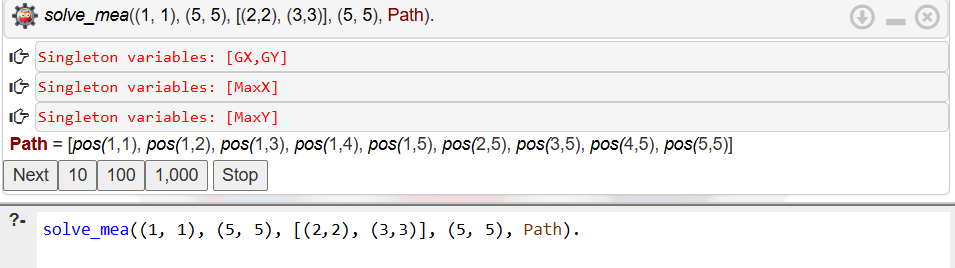 solve_mea((1, 1), (5, 5), [(2,2), (3,3)], (5, 5), Path).
Singleton variables: [GX,GY]
Singleton variables: [MaxX]
Singleton variables: [MaxY]
Path = [pos(1,1), pos(1,2), pos(1,3), pos(1,4), pos(1,5), pos(2,5), pos(3,5), pos(4,5), pos(5,5)]
Next 10 100 1,000 Stop
?- solve_mea((1, 1), (5, 5), [(2,2), (3,3)], (5, 5), Path).